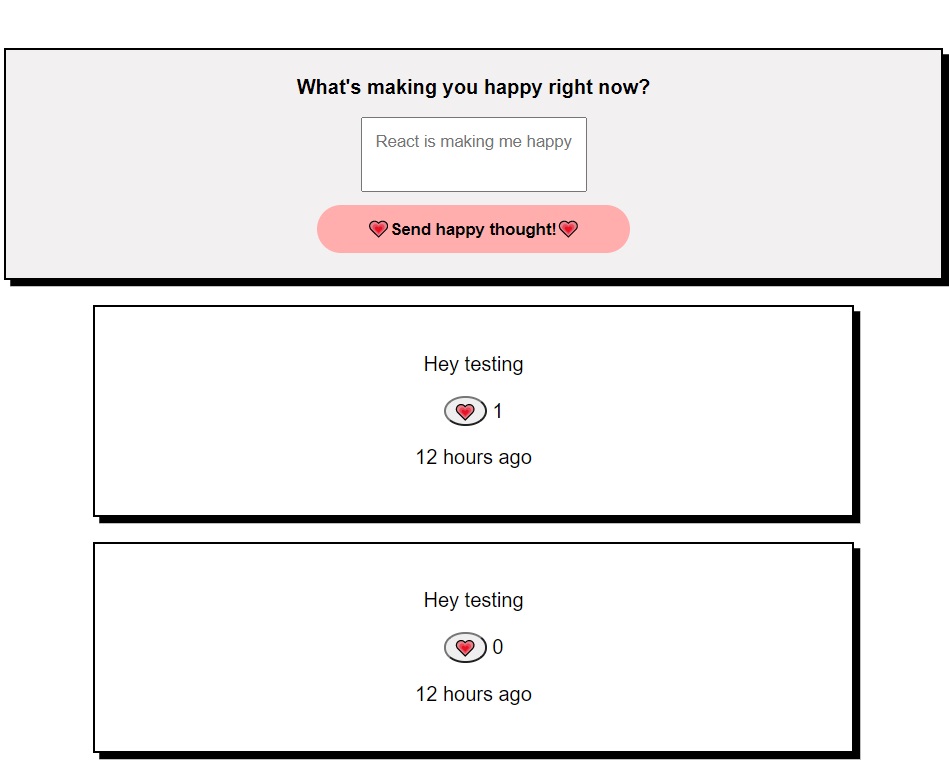 What's making you happy right now?
React is making me happy
Send happy thought!
Hey testing
1
12 hours ago
Hey testing
0
12 hours ago